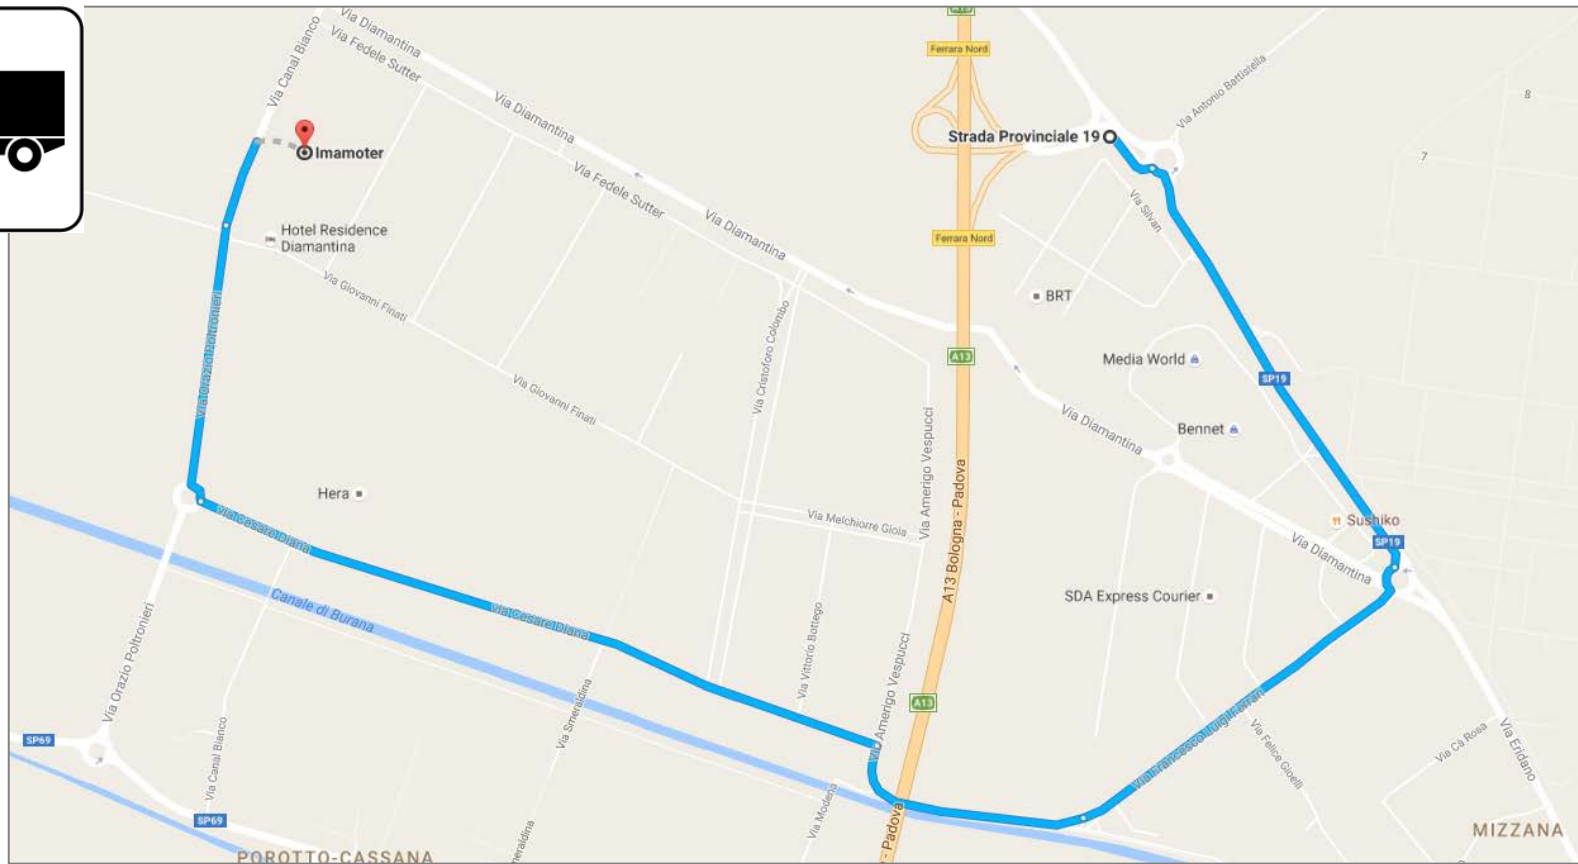 Via Diamantina
Via Canal Bianco
Via Fedele Sutter
Ferrara Nord
Via Diamantina
Via Antonio Battistella
8
Strada Provinciale 19
7
Imamoter
Via Fedele Sutter
Via Silvan
Via Diamantina
Hotel Residence
Diamantina
Ferrara Nord
Via Giovanni Finati
BRT
Via Orazio Poltronieri
Via Cristoforo Colombo
A13
Media World
SP19
Via Giovanni Finati
Via Diamantina
Bennet
Via Amerigo Vespucci
Hera
A13 Bologna - Padova
via Cesare Diana
Via Melchiorre Gioia
Sushiko
SP19
Via Diamantina
Canale di Burana
via Cesare Diana
SDA Express Courier
Via Orazio Poltronieri
Via Vittorio Bottego
Via Amerigo Vespucci
A13
Via Smeraldina
Via Francesco Luigi Ferrari
SP69
Via Canal Bianco
Via Felice Gioelli
Via Cà Rosa
Via Eridano
SP69
Via Modena
- Padova
neraldina
MIZZANA
POROTTO-CASSANA